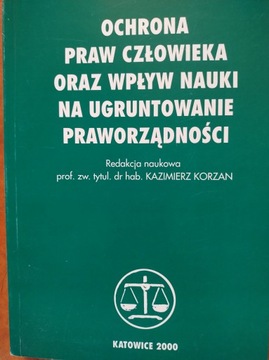 OCHRONA
PRAW CZŁOWIEKA
ORAZ WPŁYW NAUKI
NA UGRUNTOWANIE
PRAWORZĄDNOŚCI
Redakcja naukowa
prof. zw. tytul. dr hab. KAZIMIERZ KORZAN
KATOWICE 2000